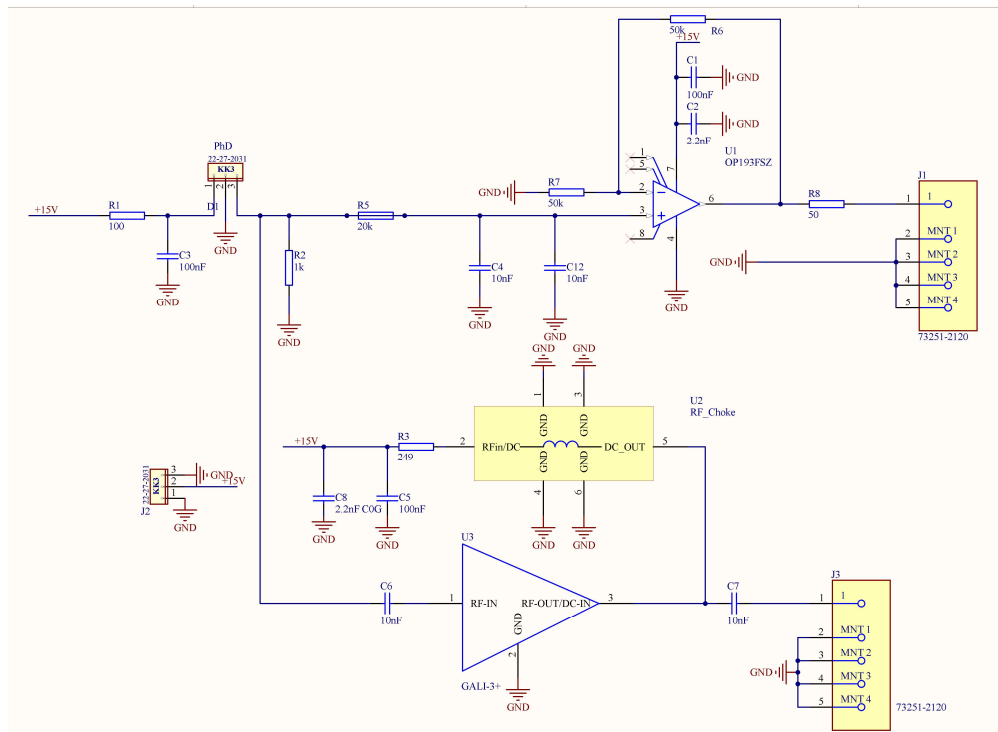 50k
R6
+15V
C1
GND
100nF
C2
GND
2.2nF
U1
OP193FSZ
PhD
22-27-2031
KK3
1
2
3
D1
+15V
R1
100
C3
100nF
GND
GND
R2
1k
GND
R5
20k
C4
10nF
GND
C12
10nF
GND
GND
R7
50k
1
5
2
3
8
7
4
6
GND
R8
50
J1
1
1
2
MNT 1
3
MNT 2
4
MNT 3
5
MNT 4
GND
73251-2120
GND
GND
1
3
U2
RF_Choke
GND
GND
+15V
R3
249
2
RFin/DC
DC_OUT
5
GND
GND
4
6
GND
GND
C8
2.2nF C0G
GND
C5
100nF
GND
22-27-2031
KK3
3
2
1
GND
+15V
J2
GND
U3
C6
10nF
1
RF-IN
RF-OUT/DC-IN
3
GND
2
GALI-3+
GND
C7
10nF
J3
1
1
2
MNT 1
3
MNT 2
4
MNT 3
5
MNT 4
GND
73251-2120